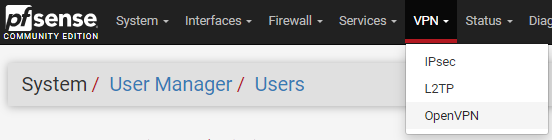 pfsense
COMMUNITY EDITION
System Interfaces Firewall Services VPN Status Diag
IPsec
L2TP
OpenVPN
System / User Manager / Users